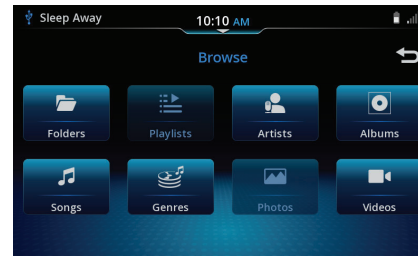 Sleep Away 10:10 AM
Browse
Folders Playlists Artists Albums
Songs Genres Photos Videos